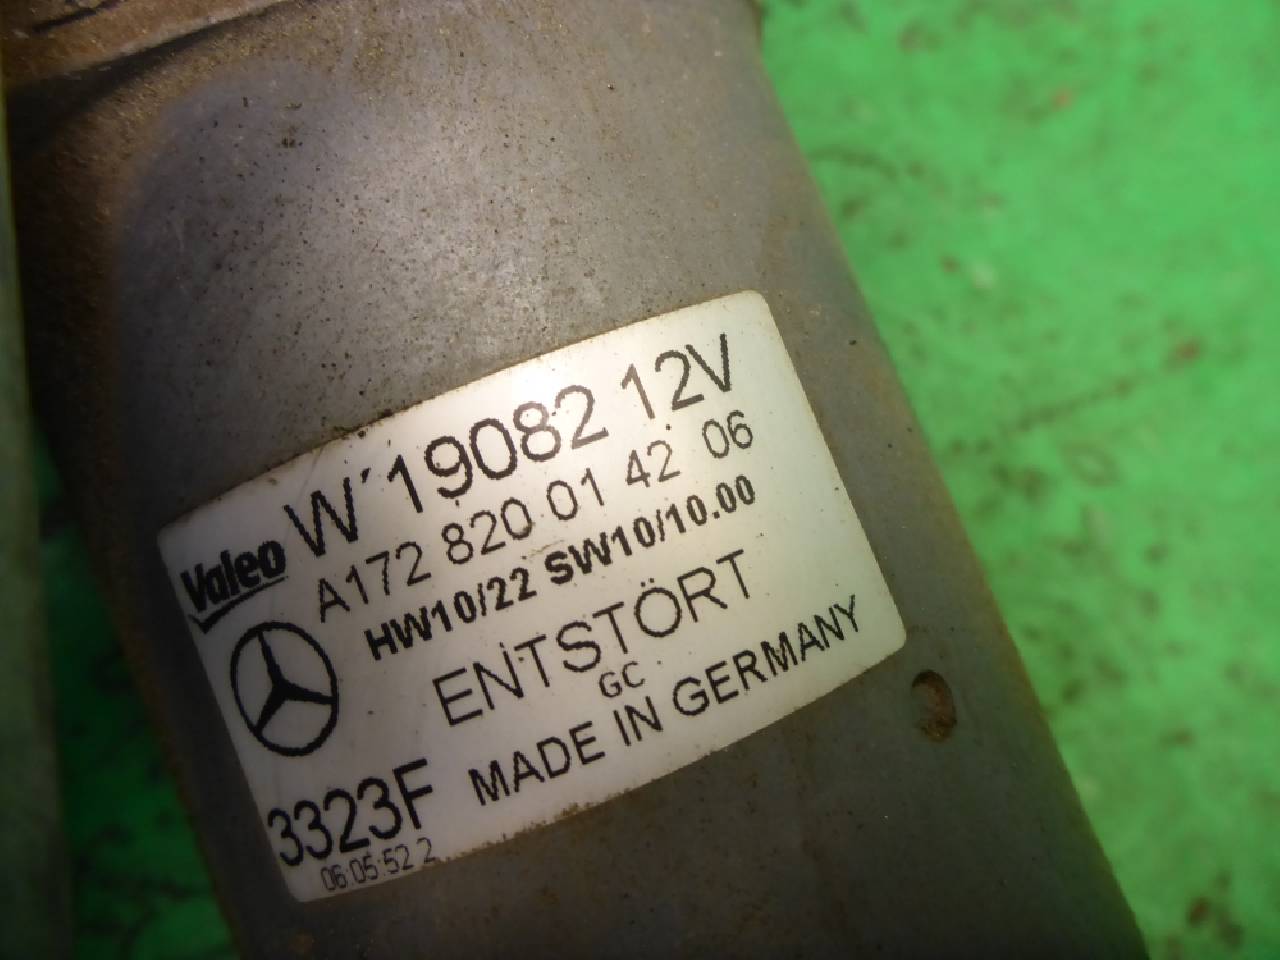 Valeo W 19082 12V
A172 820 01 42 06
HW10/22 SW10/10.00
ENTSTÖRT
GC
3323F MADE IN GERMANY
06:05:52 2